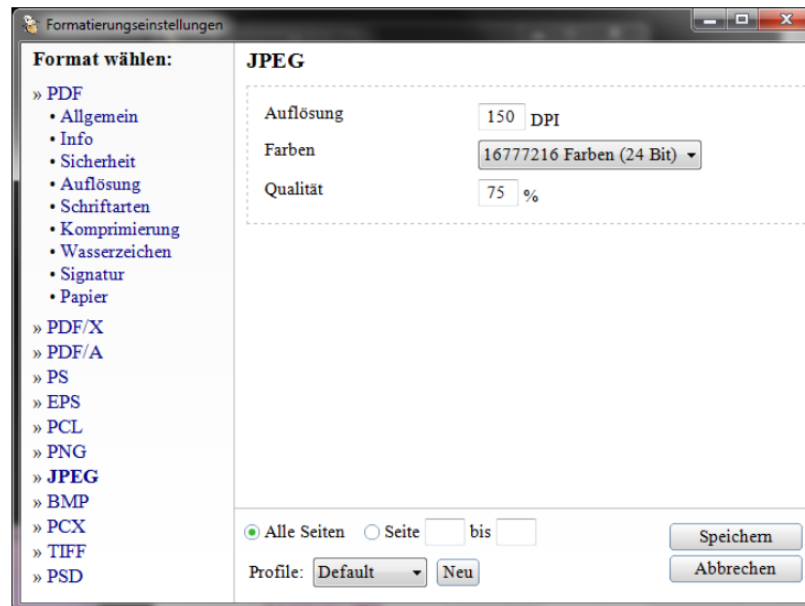 Formatierungseinstellungen
Format wählen:
» PDF
• Allgemein
• Info
• Sicherheit
• Auflösung
• Schriftarten
• Komprimierung
• Wasserzeichen
• Signatur
• Papier
» PDF/X
» PDF/A
» PS
» EPS
» PCL
» PNG
» JPEG
» BMP
» PCX
» TIFF
» PSD
JPEG
Auflösung 150 DPI
Farben 16777216 Farben (24 Bit)
Qualität 75 %
Alle Seiten Seite bis
Speichern
Profile: Default Neu
Abbrechen